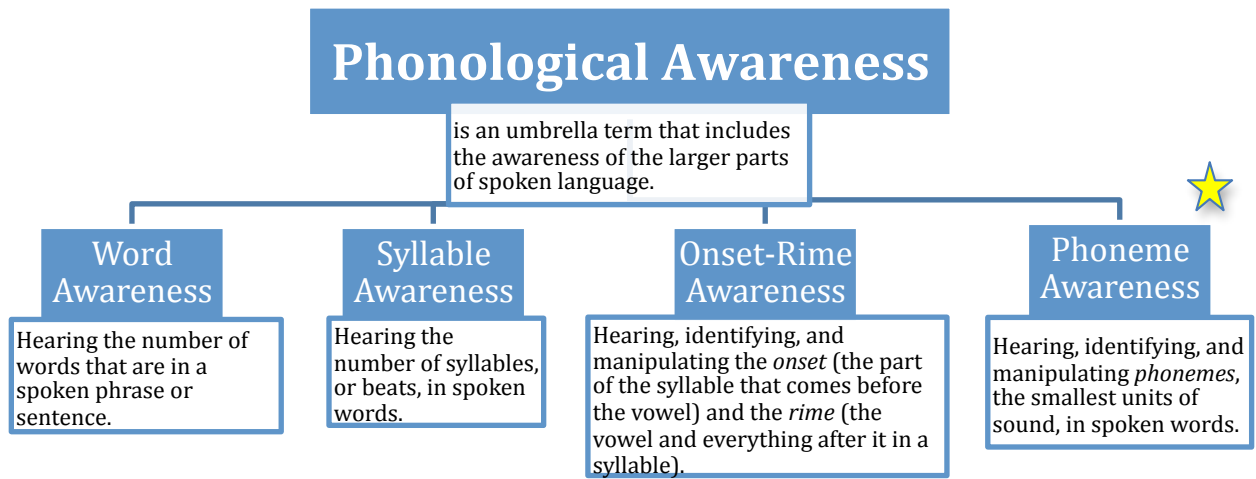 Phonological Awareness
is an umbrella term that includes
the awareness of the larger parts
of spoken language.
Word
Awareness
Hearing the number of
words that are in a
spoken phrase or
sentence.
Syllable
Awareness
Hearing the
number of syllables,
or beats, in spoken
words.
Onset-Rime
Awareness
Hearing, identifying, and
manipulating the onset (the part
of the syllable that comes before
the vowel) and the rime (the
vowel and everything after it in a
syllable).
Phoneme
Awareness
Hearing, identifying, and
manipulating phonemes,
the smallest units of
sound, in spoken words.